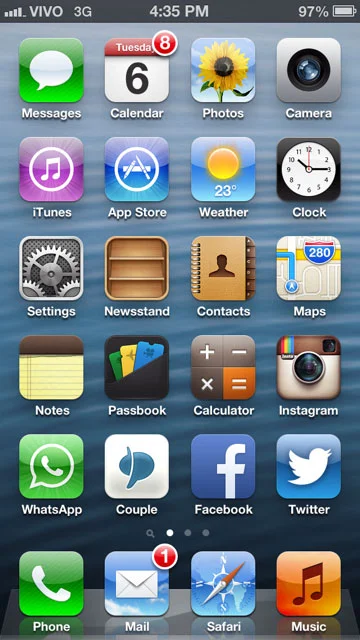 VIVO 3G 4:35 PM 97%
Tuesday 8
6
23°
280
Messages Calendar Photos Camera
iTunes App Store Weather Clock
Settings Newsstand Contacts Maps
Notes Passbook Calculator Instagram
WhatsApp Couple Facebook Twitter
1
Phone Mail Safari Music